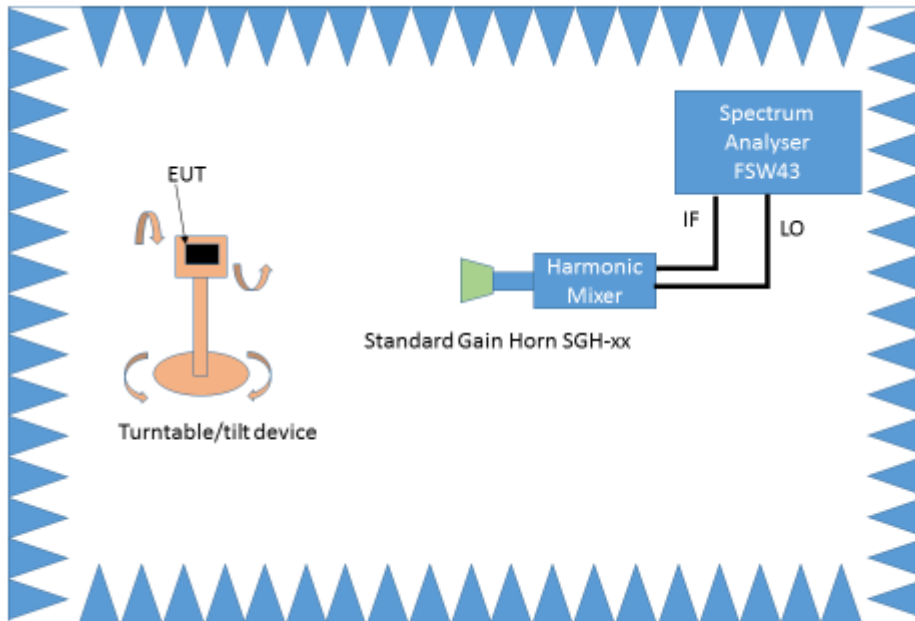 Spectrum
Analyser
FSW43
EUT
IF
LO
Harmonic
Mixer
Standard Gain Horn SGH-xx
Turntable/tilt device